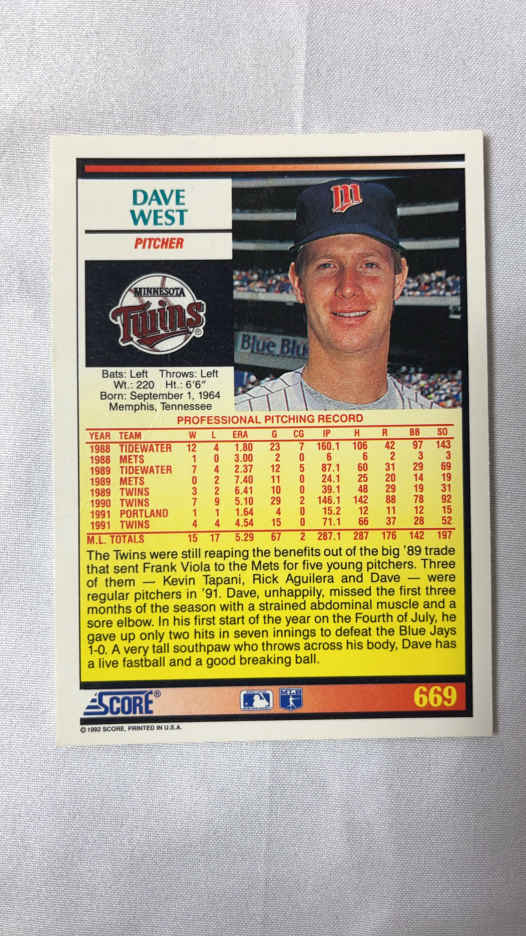 DAVE
WEST
PITCHER
m
Blue Blu
MINNESOTA
Twins®
Bats: Left Throws: Left
Wt.: 220 Ht.: 6'6"
Born: September 1, 1964
Memphis, Tennessee
PROFESSIONAL PITCHING RECORD
YEAR TEAM W L ERA G CG IP H R BB SO
1988 TIDEWATER 12 4 1.80 23 7 160.1 106 42 97 143
1988 METS 1 0 3.00 2 0 6 6 2 3 3
1989 TIDEWATER 7 4 2.37 12 5 87.1 60 31 29 69
1989 METS 0 2 7.40 11 0 24.1 25 20 14 19
1989 TWINS 3 2 6.41 10 0 39.1 48 29 19 31
1990 TWINS 7 9 5.10 29 2 146.1 142 88 78 92
1991 PORTLAND 1 1 1.64 4 0 15.2 12 11 12 15
1991 TWINS 4 4 4.54 15 0 71.1 66 37 28 52
M.L. TOTALS 15 17 5.29 67 2 287.1 287 176 142 197
The Twins were still reaping the benefits out of the big '89 trade
that sent Frank Viola to the Mets for five young pitchers. Three
of them — Kevin Tapani, Rick Aguilera and Dave — were
regular pitchers in '91. Dave, unhappily, missed the first three
months of the season with a strained abdominal muscle and a
sore elbow. In his first start of the year on the Fourth of July, he
gave up only two hits in seven innings to defeat the Blue Jays
1-0. A very tall southpaw who throws across his body, Dave has
a live fastball and a good breaking ball.
SCORE®
669
© 1992 SCORE, PRINTED IN U.S.A.